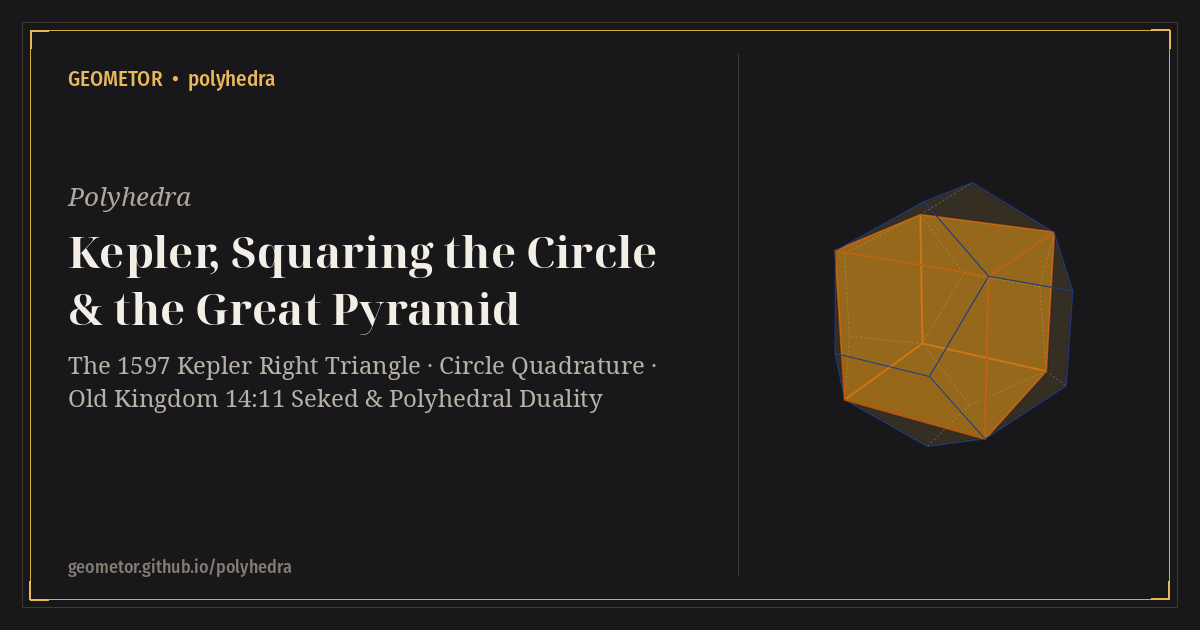 GEOMETOR • polyhedra
Polyhedra
Kepler, Squaring the Circle
& the Great Pyramid
The 1597 Kepler Right Triangle · Circle Quadrature ·
Old Kingdom 14:11 Seked & Polyhedral Duality
geometor.github.io/polyhedra